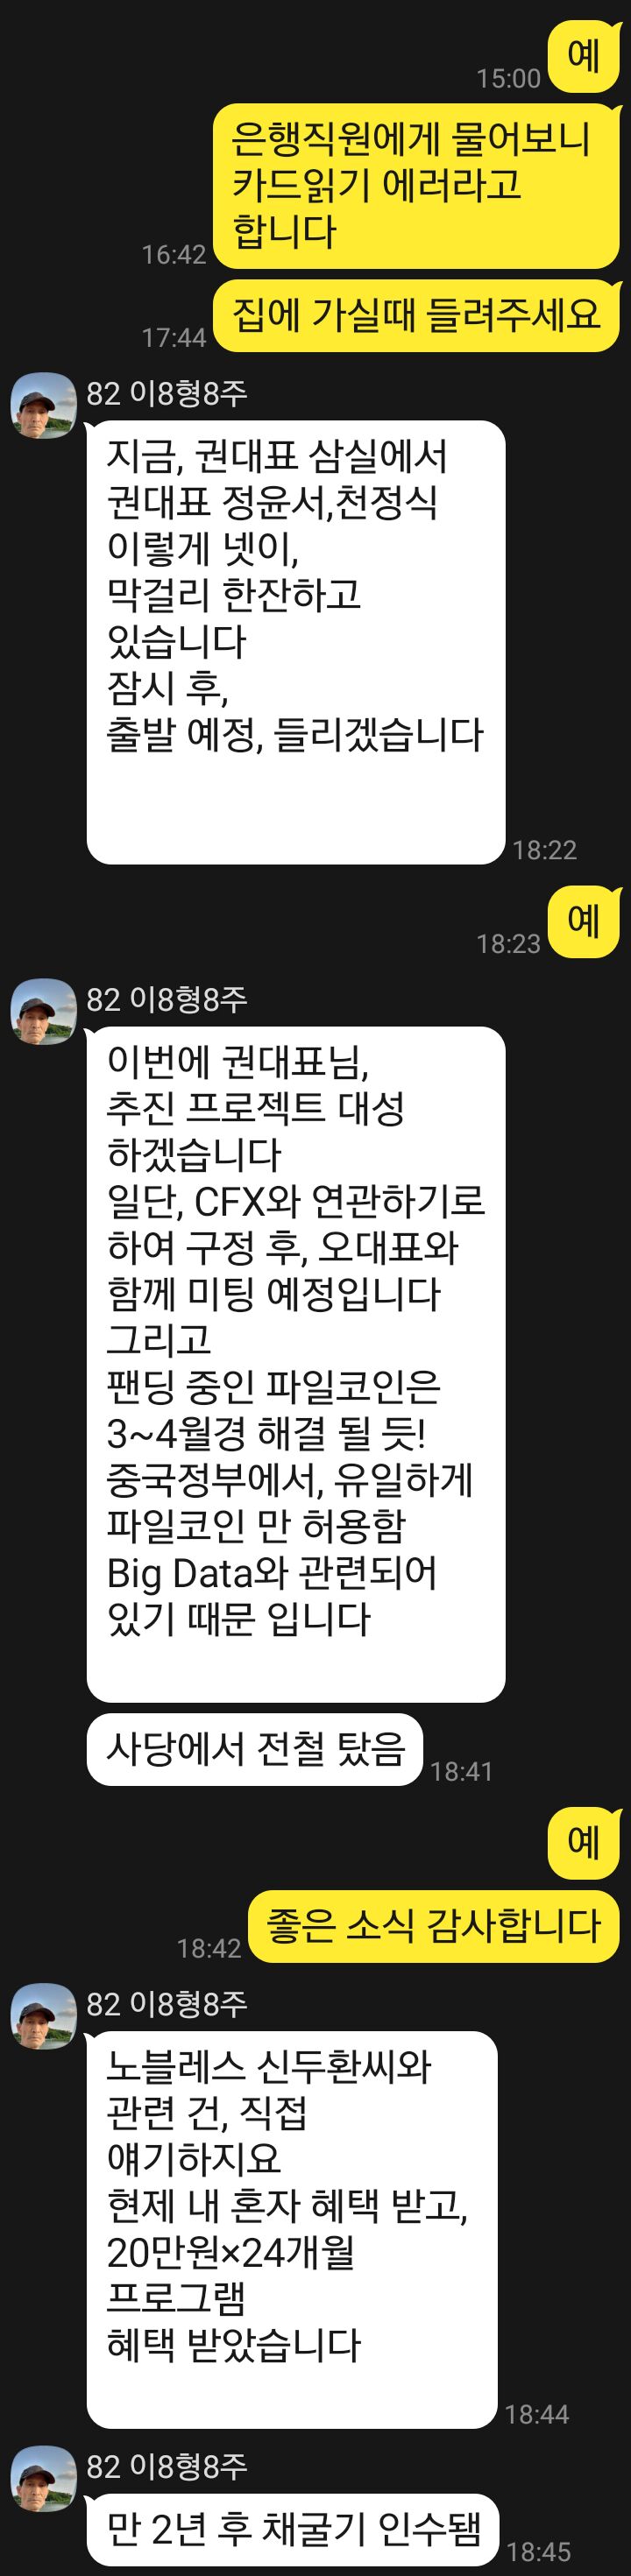 예
15:00
은행직원에게 물어보니
카드읽기 에러라고
합니다
16:42
집에 가실때 들려주세요
17:44
82 이8형8주
지금, 권대표 삼실에서
권대표 정윤서,천정식
이렇게 넷이,
막걸리 한잔하고
있습니다
잠시 후,
출발 예정, 들리겠습니다
18:22
예
18:23
82 이8형8주
이번에 권대표님,
추진 프로젝트 대성
하겠습니다
일단, CFX와 연관하기로
하여 구정 후, 오대표와
함께 미팅 예정입니다
그리고
팬딩 중인 파일코인은
3~4월경 해결 될 듯!
중국정부에서, 유일하게
파일코인 만 허용함
Big Data와 관련되어
있기 때문 입니다
사당에서 전철 탔음
18:41
예
좋은 소식 감사합니다
18:42
82 이8형8주
노블레스 신두환씨와
관련 건, 직접
얘기하지요
현제 내 혼자 혜택 받고,
20만원×24개월
프로그램
혜택 받았습니다
18:44
82 이8형8주
만 2년 후 채굴기 인수됌
18:45